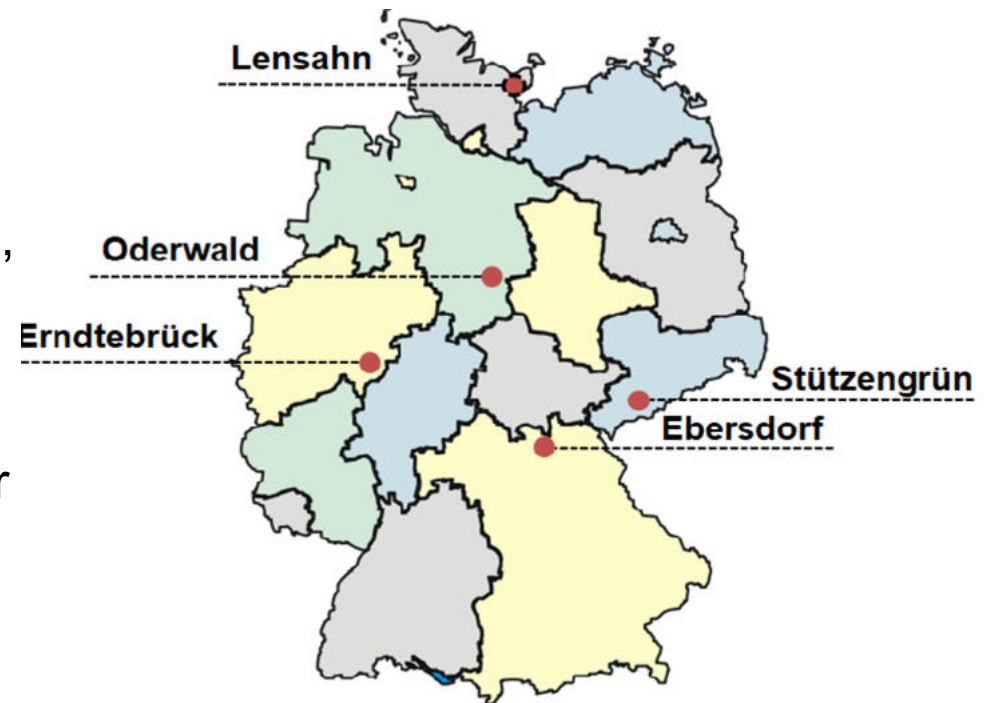 Lensahn
,
Oderwald
Erndtebrück
Stützengrün
Ebersdorf
r